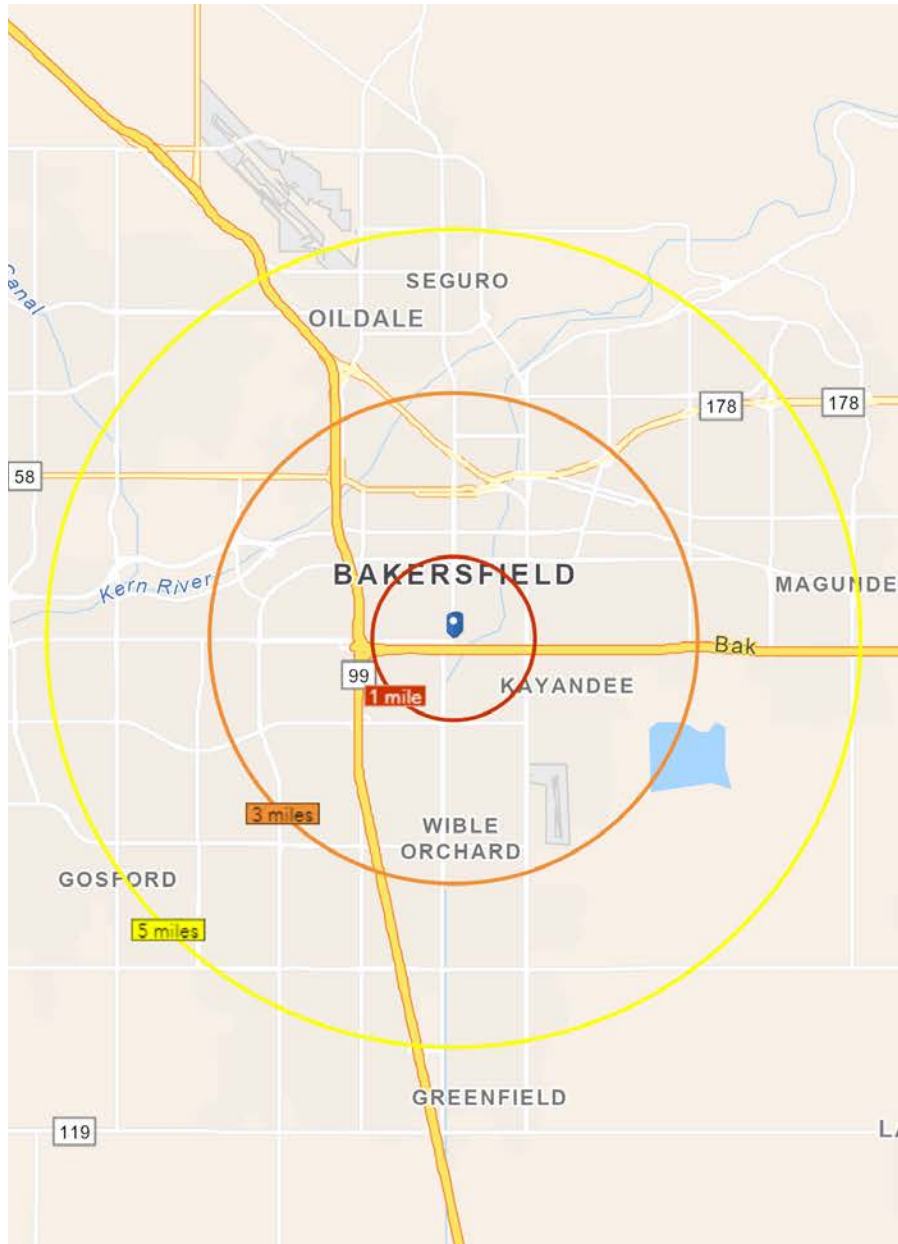 SEGURO
Canal
OILDALE
178
178
58
BAKERSFIELD
Kern River
MAGUNDE
Bak
99
KAYANDEE
1 mile
3 miles
WIBLE
ORCHARD
GOSFORD
5 miles
GREENFIELD
119
LA